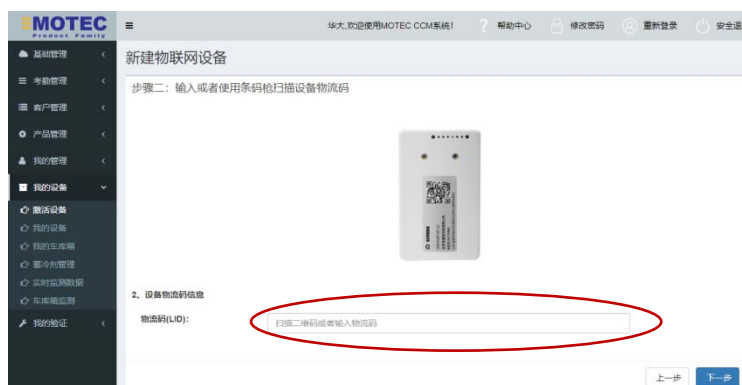 EMOTEC
Product Family
华大,欢迎使用MOTEC CCM系统!
帮助中心
修改密码
重新登录
安全退
基础管理
考勤管理
客户管理
产品管理
我的管理
我的设备
激活设备
我的设备
我的车库箱
蓄冷剂管理
实时监测数据
车库箱监测
我的验证
新建物联网设备
步骤二：输入或者使用条码枪扫描设备物流码
2、设备物流码信息
物流码(LID):
扫描二维码或者输入物流码
上一步
下一步